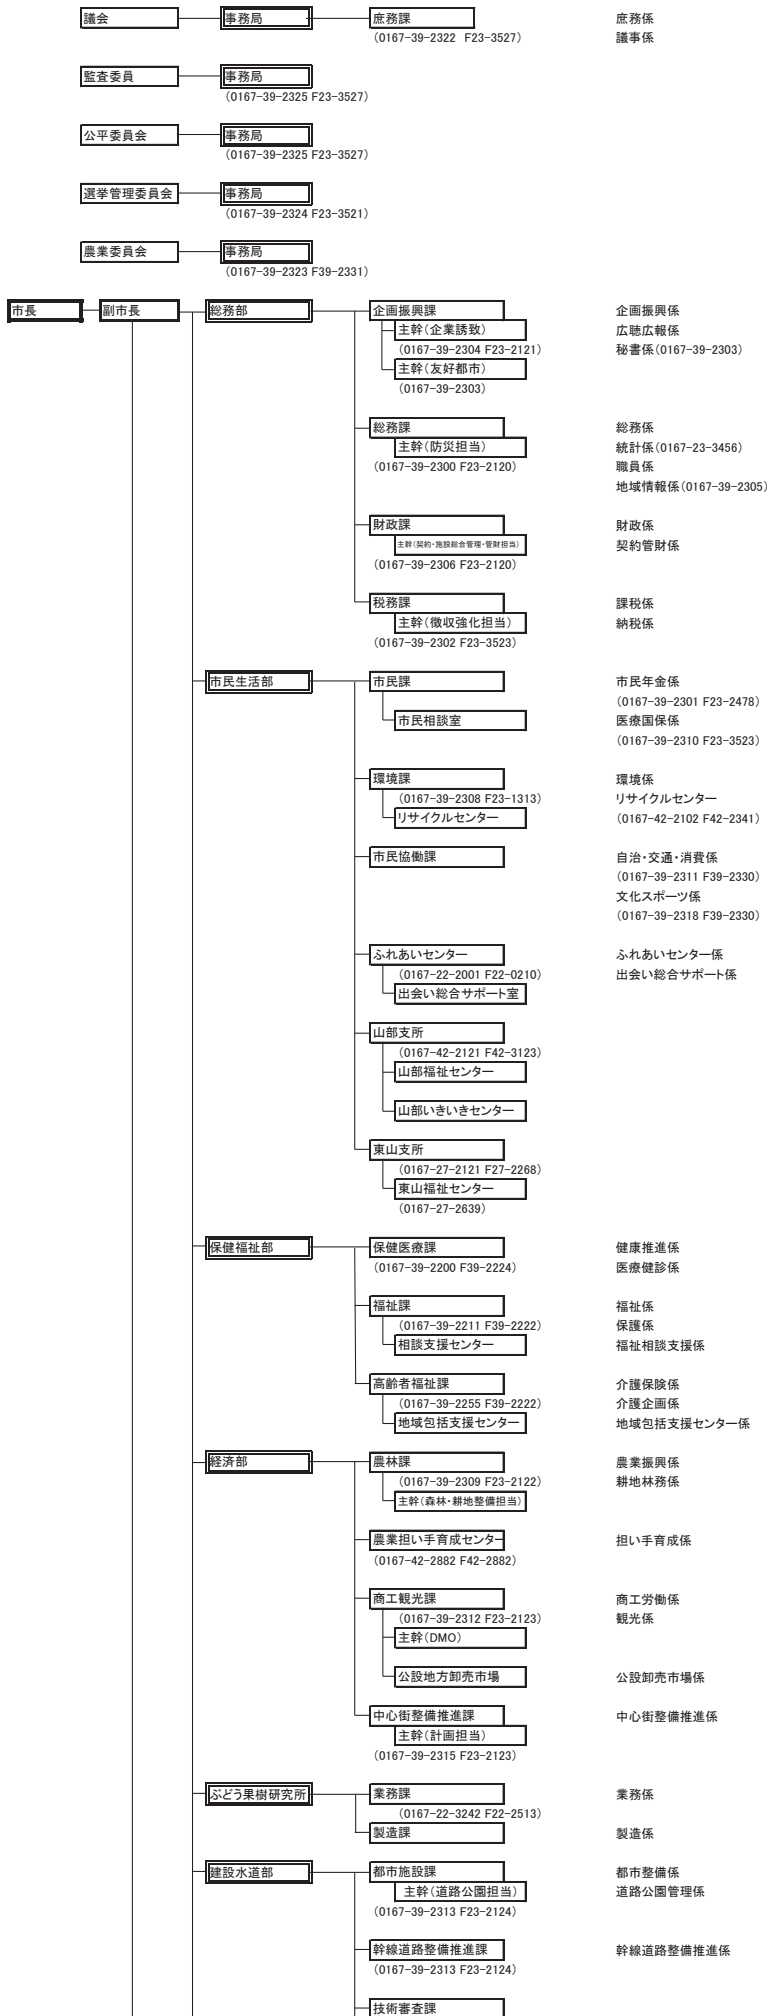 議会 事務局 庶務課 庶務係
(0167-39-2322 F23-3527) 議事係
監査委員 事務局
(0167-39-2325 F23-3527)
公平委員会 事務局
(0167-39-2325 F23-3527)
選挙管理委員会 事務局
(0167-39-2324 F23-3521)
農業委員会 事務局
(0167-39-2323 F39-2331)
市長 副市長 総務部 企画振興課 企画振興係
主幹(企業誘致) 広聴広報係
(0167-39-2304 F23-2121) 秘書係(0167-39-2303)
主幹(友好都市)
(0167-39-2303)
総務課 総務係
主幹(防災担当) 統計係(0167-23-3456)
(0167-39-2300 F23-2120) 職員係
地域情報係(0167-39-2305)
財政課 財政係
主幹(契約・施設総合管理・管財担当) 契約管財係
(0167-39-2306 F23-2120)
税務課 課税係
主幹(徴収強化担当) 納税係
(0167-39-2302 F23-3523)
市民生活部 市民課 市民年金係
(0167-39-2301 F23-2478)
市民相談室 医療国保係
(0167-39-2310 F23-3523)
環境課 環境係
(0167-39-2308 F23-1313) リサイクルセンター
リサイクルセンター (0167-42-2102 F42-2341)
市民協働課 自治・交通・消費係
(0167-39-2311 F39-2330)
文化スポーツ係
(0167-39-2318 F39-2330)
ふれあいセンター ふれあいセンター係
(0167-22-2001 F22-0210) 出会い総合サポート係
出会い総合サポート室
山部支所
(0167-42-2121 F42-3123)
山部福祉センター
山部いきいきセンター
東山支所
(0167-27-2121 F27-2268)
東山福祉センター
(0167-27-2639)
保健福祉部 保健医療課 健康推進係
(0167-39-2200 F39-2224) 医療健診係
福祉課 福祉係
(0167-39-2211 F39-2222) 保護係
相談支援センター 福祉相談支援係
高齢者福祉課 介護保険係
(0167-39-2255 F39-2222) 介護企画係
地域包括支援センター 地域包括支援センター係
経済部 農林課 農業振興係
(0167-39-2309 F23-2122) 耕地林務係
主幹(森林・耕地整備担当)
農業担い手育成センター 担い手育成係
(0167-42-2882 F42-2882)
商工観光課 商工労働係
(0167-39-2312 F23-2123) 観光係
主幹(DMO)
公設地方卸売市場 公設卸売市場係
中心街整備推進課 中心街整備推進係
主幹(計画担当)
(0167-39-2315 F23-2123)
ぶどう果樹研究所 業務課 業務係
(0167-22-3242 F22-2513)
製造課 製造係
建設水道部 都市施設課 都市整備係
主幹(道路公園担当) 道路公園管理係
(0167-39-2313 F23-2124)
幹線道路整備推進課 幹線道路整備推進係
(0167-39-2313 F23-2124)
技術審査課